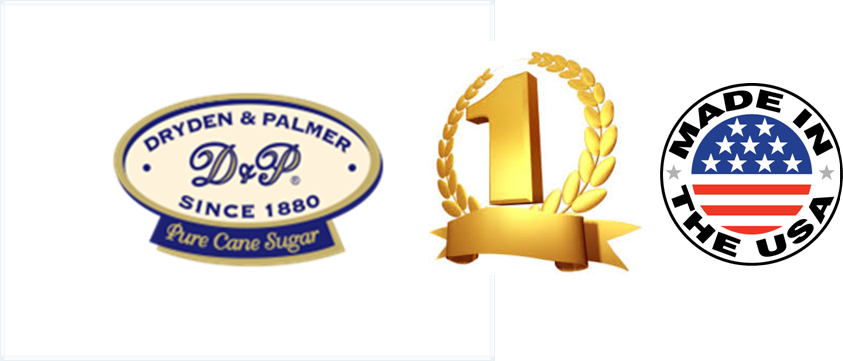 DRYDEN & PALMER
D&P®
SINCE 1880
Pure Cane Sugar
1
MADE IN
THE USA